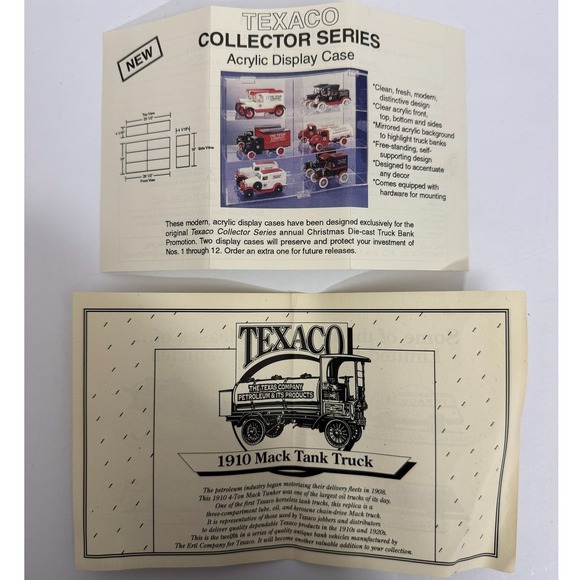 TEXACO
COLLECTOR SERIES
Acrylic Display Case
NEW
Top View
Side View
Front View
*Clean, fresh, modern,
distinctive design
*Clear acrylic front,
top, bottom and sides
*Mirrored acrylic background
to highlight truck banks
*Free-standing, self-
supporting design
*Designed to accentuate
any decor
*Comes equipped with
hardware for mounting
These modern, acrylic display cases have been designed exclusively for the
original Texaco Collector Series annual Christmas Die-cast Truck Bank
Promotion. Two display cases will preserve and protect your investment of
Nos. 1 through 12. Order an extra one for future releases.
TEXACO
THE TEXAS COMPANY
PETROLEUM & ITS PRODUCTS
1910 Mack Tank Truck
The petroleum industry began motorizing their delivery fleets in 1908.
This 1910 4-Ton Mack Tanker was one of the largest oil trucks of its day.
One of the first Texaco horseless tank trucks, this replica is a
three-compartment lube, oil, and kerosene chain-drive Mack truck.
It is representative of those used by Texaco jobbers and distributors
to deliver quality dependable Texaco products in the 1910s and 1920s.
This is the twelfth in a series of quality antique bank vehicles manufactured by
The Ertl Company for Texaco. It will become another valuable addition to your collection.